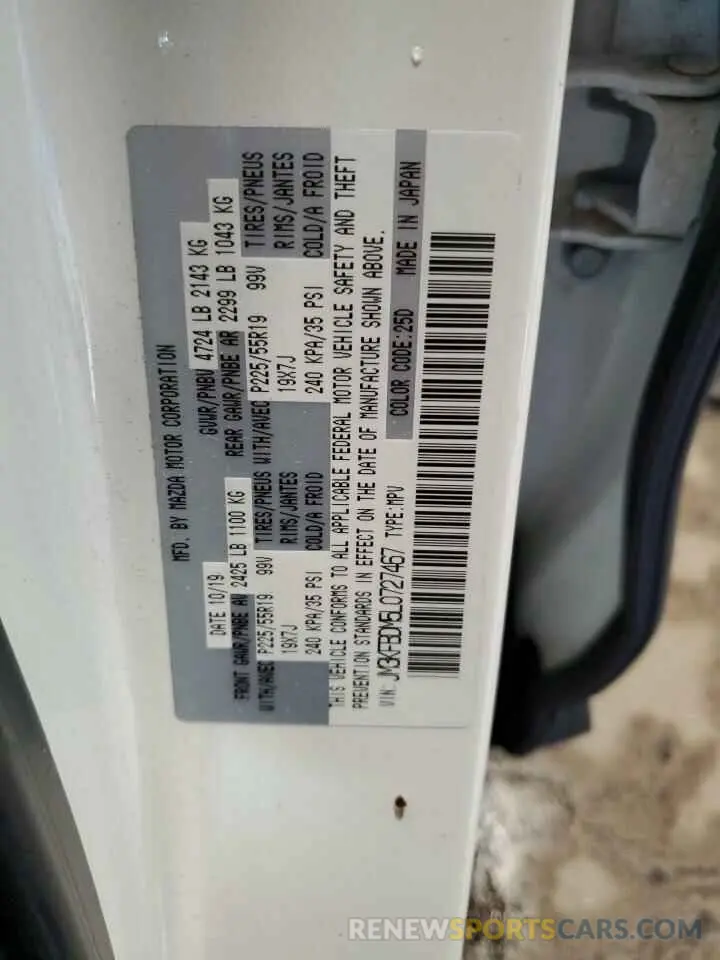 MFD. BY MAZDA MOTOR CORPORATION
DATE 10/19 GVWR/PNBV 4724 LB 2143 KG
FRONT GAWR/PNBE AV 2425 LB 1100 KG REAR GAWR/PNBE AR 2299 LB 1043 KG
WITH/AVEC P225/55R19 99V TIRES/PNEUS WITH/AVEC P225/55R19 99V TIRES/PNEUS
19X7J RIMS/JANTES 19X7J RIMS/JANTES
240 KPA/35 PSI COLD/A FROID 240 KPA/35 PSI COLD/A FROID
THIS VEHICLE CONFORMS TO ALL APPLICABLE FEDERAL MOTOR VEHICLE SAFETY AND THEFT
PREVENTION STANDARDS IN EFFECT ON THE DATE OF MANUFACTURE SHOWN ABOVE.
VIN: JM3KFBDM5L0727467 TYPE:MPV COLOR CODE:25D MADE IN JAPAN
RENEWSPORTSCARS.COM